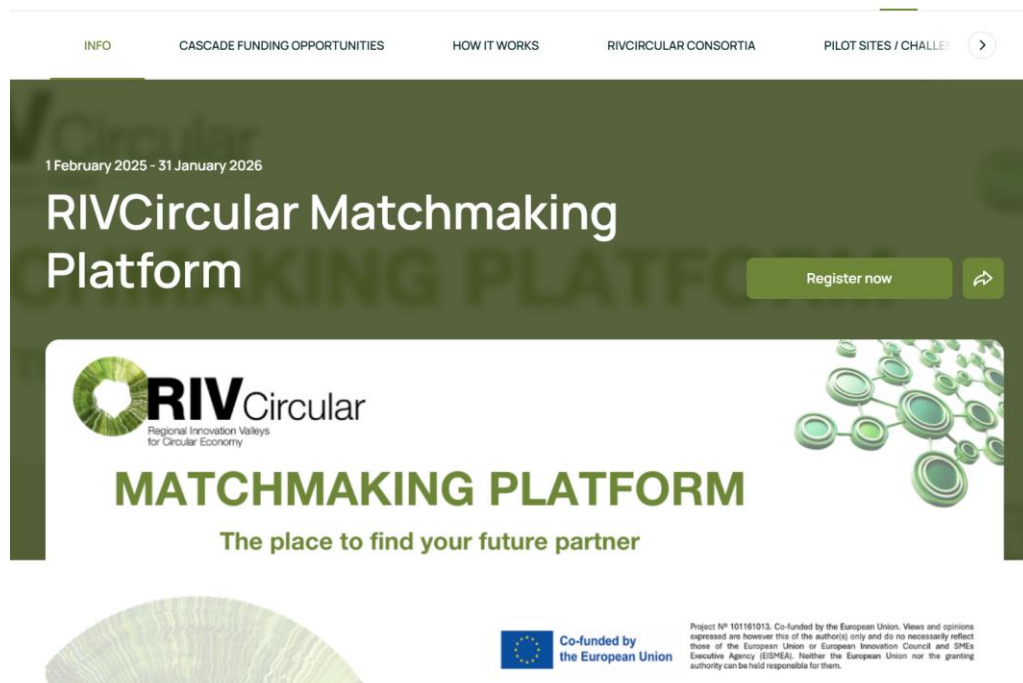 INFO
CASCADE FUNDING OPPORTUNITIES
HOW IT WORKS
RIVCIRCULAR CONSORTIA
PILOT SITES / CHALLE
1 February 2025 - 31 January 2026
RIVCircular Matchmaking
Platform
Register now
RIVCircular
Regional Innovation Valleys
for Circular Economy
MATCHMAKING PLATFORM
The place to find your future partner
Co-funded by
the European Union
Project Nº 101161013. Co-funded by the European Union. Views and opinions
expressed are however this of the author(s) only and do no necessarily reflect
those of the European Union or European Innovation Council and SMEs
Executive Agency (EISMEA). Neither the European Union nor the granting
authority can be held responsible for them.